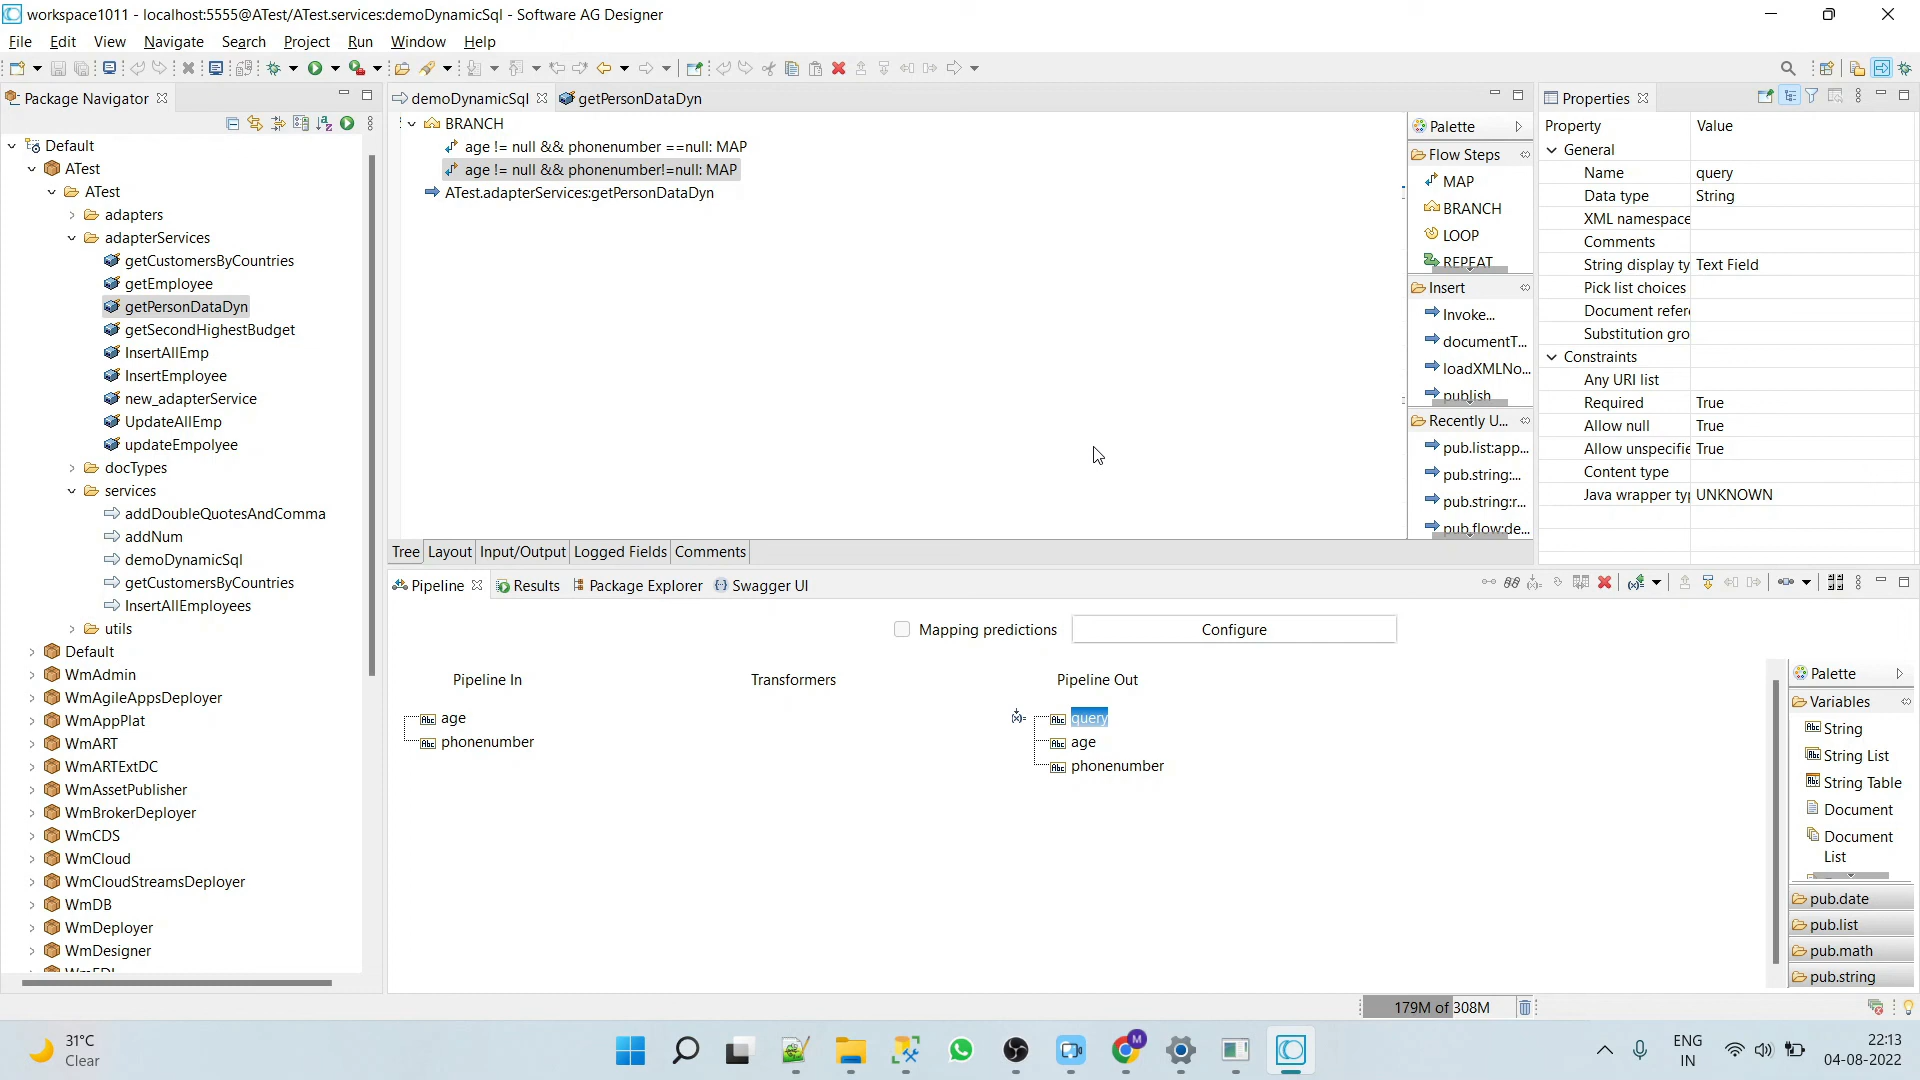 workspace1011 - localhost:5555@ATest/ATest.services:demoDynamicSql - Software AG Designer
File Edit View Navigate Search Project Run Window Help
Package Navigator
Default
ATest
ATest
adapters
adapterServices
getCustomersByCountries
getEmployee
getPersonDataDyn
getSecondHighestBudget
InsertAllEmp
InsertEmployee
new_adapterService
UpdateAllEmp
updateEmpolyee
docTypes
services
addDoubleQuotesAndComma
addNum
demoDynamicSql
getCustomersByCountries
InsertAllEmployees
utils
Default
WmAdmin
WmAgileAppsDeployer
WmAppPlat
WmART
WmARTExtDC
WmAssetPublisher
WmBrokerDeployer
WmCDS
WmCloud
WmCloudStreamsDeployer
WmDB
WmDeployer
WmDesigner
demoDynamicSql getPersonDataDyn
BRANCH
age != null && phonenumber ==null: MAP
age != null && phonenumber!=null: MAP
ATest.adapterServices:getPersonDataDyn
Tree Layout Input/Output Logged Fields Comments
Palette
Flow Steps
MAP
BRANCH
LOOP
REPEAT
Insert
Invoke...
documentT...
loadXMLNo...
publish
Recently U...
pub.list:app...
pub.string:...
pub.string:r...
pub.flow:de...
Properties
Property Value
General
Name query
Data type String
XML namespace
Comments
String display ty Text Field
Pick list choices
Document refer
Substitution gro
Constraints
Any URI list
Required True
Allow null True
Allow unspecifie True
Content type
Java wrapper ty UNKNOWN
Pipeline Results Package Explorer Swagger UI
Mapping predictions Configure
Pipeline In Transformers Pipeline Out
age
phonenumber
query
age
phonenumber
Palette
Variables
String
String List
String Table
Document
Document
List
pub.date
pub.list
pub.math
pub.string
179M of 308M
31°C
Clear
M
ENG
IN
22:13
04-08-2022